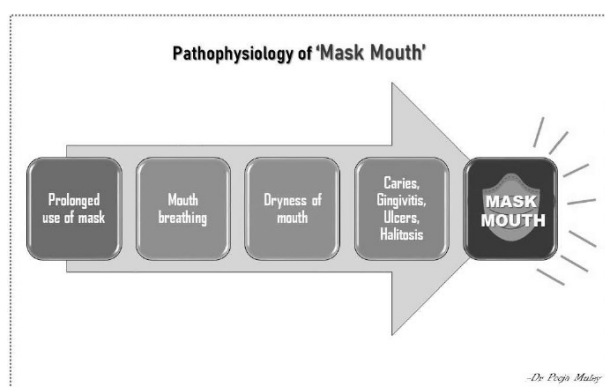 Pathophysiology of ‘Mask Mouth’
Prolonged
use of mask
Mouth
breathing
Dryness of
mouth
Caries,
Gingivitis,
Ulcers,
Halitosis
MASK
MOUTH
-Dr Pooja Muley